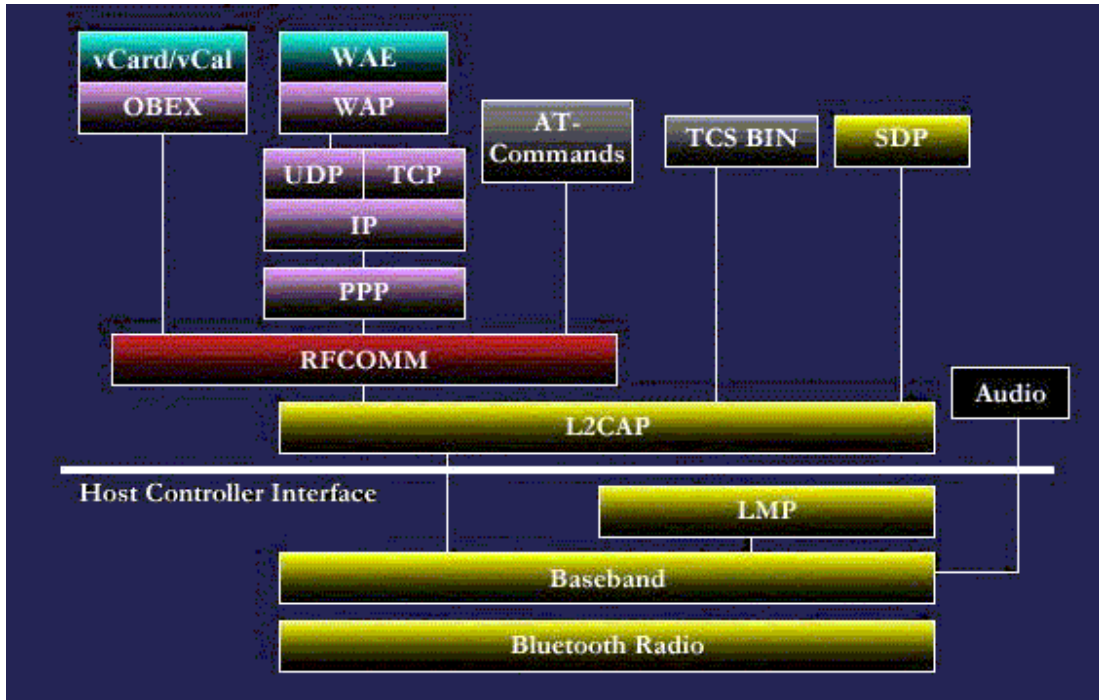 vCard/vCal
OBEX
WAE
WAP
UDP
TCP
IP
PPP
AT-
Commands
TCS BIN
SDP
RFCOMM
L2CAP
Audio
Host Controller Interface
LMP
Baseband
Bluetooth Radio